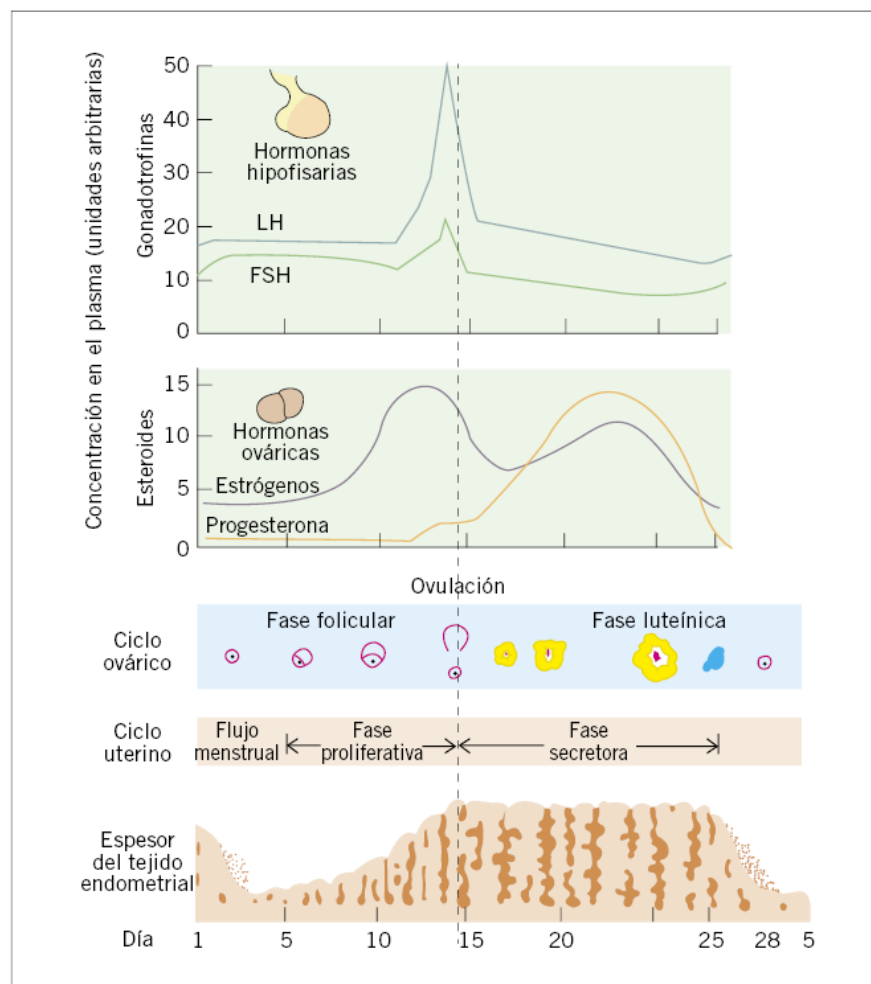 Concentración en el plasma (unidades arbitrarias)
Gonadotrofinas
50
40
30
20
10
0
Hormonas
hipofisarias
LH
FSH
Esteroides
15
10
5
0
Hormonas
ováricas
Estrógenos
Progesterona
Ovulación
Ciclo
ovárico
Fase folicular
Fase luteínica
Ciclo
uterino
Flujo
menstrual
Fase
proliferativa
Fase
secretora
Espesor
del tejido
endometrial
Día
1 5 10 15 20 25 28 5